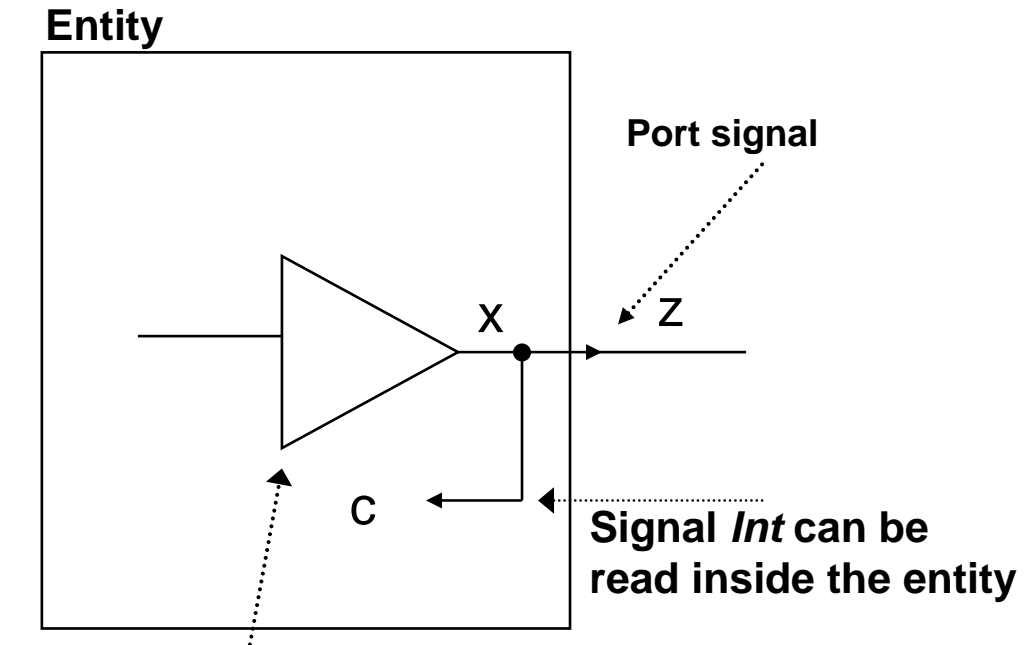 Entity
Port signal
x
z
c
Signal Int can be
read inside the entity